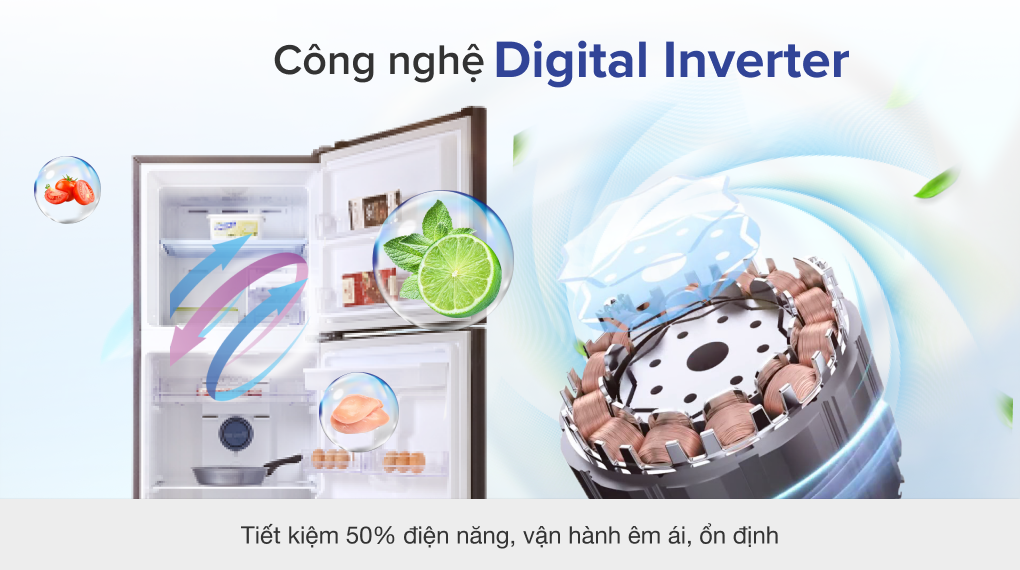 Công nghệ Digital Inverter
Tiết kiệm 50% điện năng, vận hành êm ái, ổn định